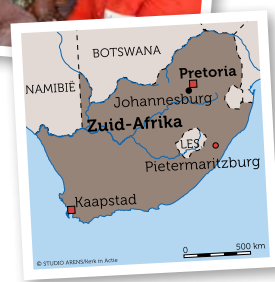 BOTSWANA
NAMIBIË
Pretoria
Johannesburg
Zuid-Afrika
LES
Pietermaritzburg
Kaapstad
0 500 km
© STUDIO ARENS/Kerk in Actie